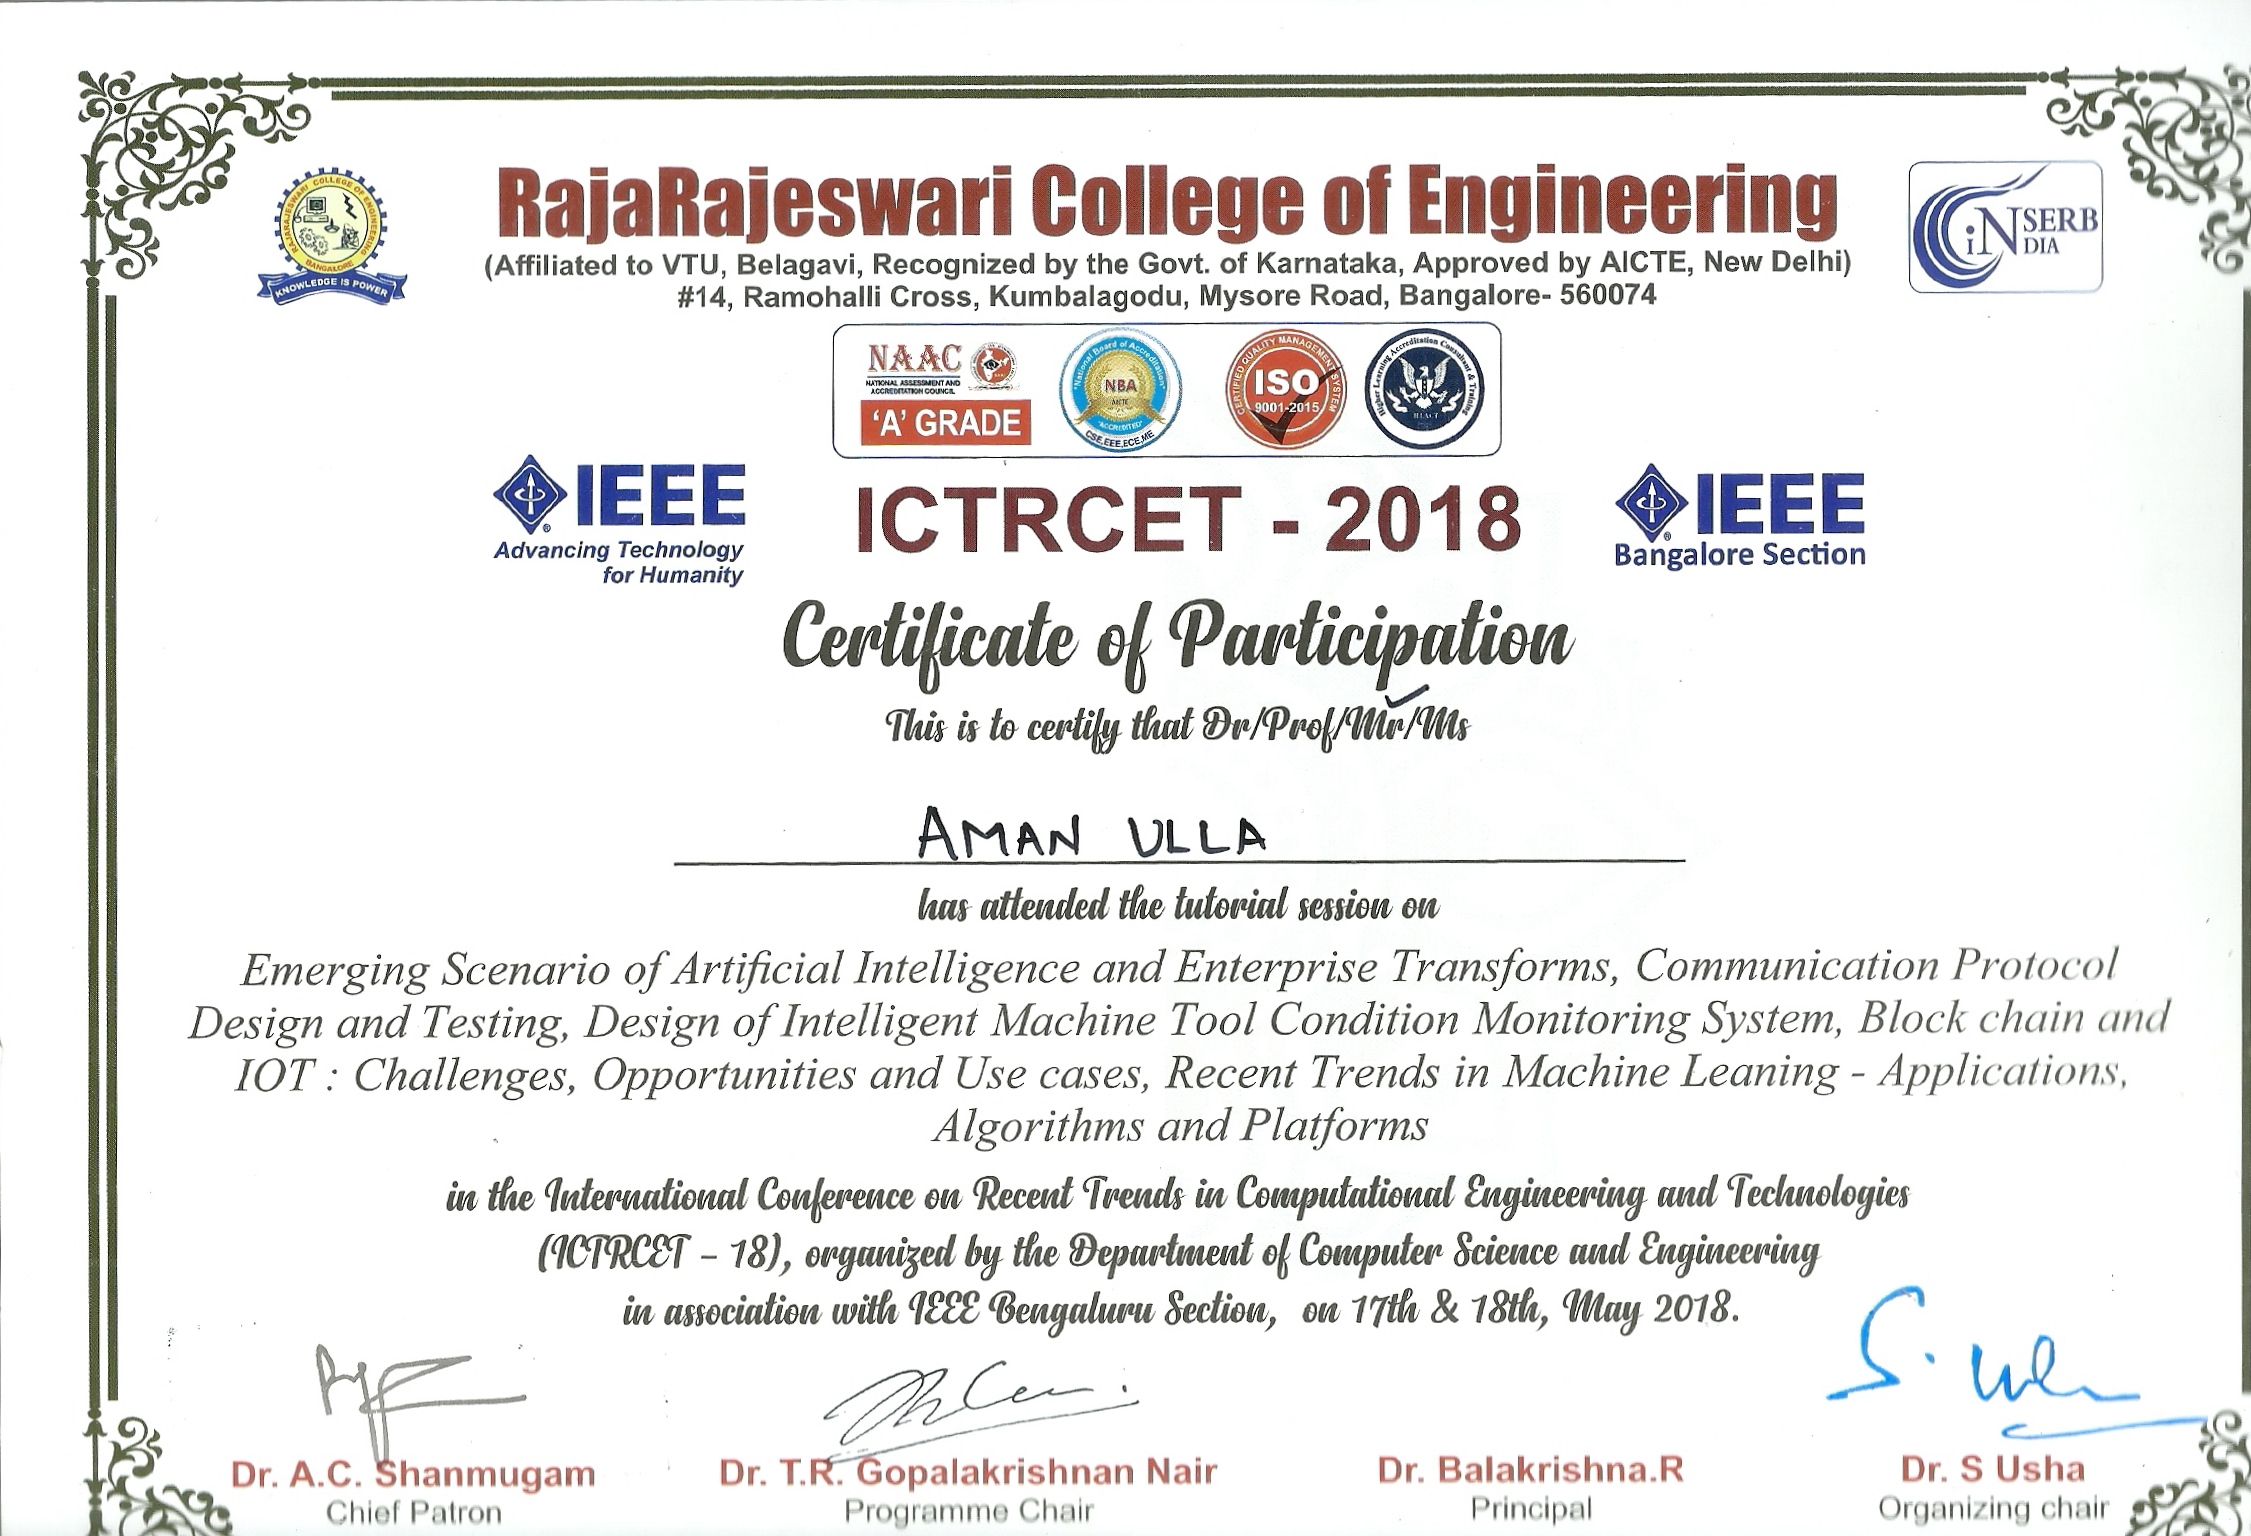 RajaRajeswari College of Engineering
(Affiliated to VTU, Belagavi, Recognized by the Govt. of Karnataka, Approved by AICTE, New Delhi)
#14, Ramohalli Cross, Kumbalagodu, Mysore Road, Bangalore- 560074
RAJARAJESWARI COLLEGE OF ENGINEERING
BANGALORE
KNOWLEDGE IS POWER
iNSERB
DIA
NAAC
NATIONAL ASSESSMENT AND
ACCREDITATION COUNCIL
'A' GRADE
National Board of Accreditation
NBA
AICTE
"ACCREDITED"
CSE,EEE,ECE,ME
CERTIFIED QUALITY MANAGEMENT SYSTEM
ISO
9001-2015
Higher Learning Accreditation Consultant & Training
HLACT
IEEE
Advancing Technology
for Humanity
ICTRCET - 2018
IEEE
Bangalore Section
Certificate of Participation
This is to certify that Dr/Prof/Mr/Ms
AMAN ULLA
has attended the tutorial session on
Emerging Scenario of Artificial Intelligence and Enterprise Transforms, Communication Protocol
Design and Testing, Design of Intelligent Machine Tool Condition Monitoring System, Block chain and
IOT : Challenges, Opportunities and Use cases, Recent Trends in Machine Leaning - Applications,
Algorithms and Platforms
in the International Conference on Recent Trends in Computational Engineering and Technologies
(ICTRCET - 18), organized by the Department of Computer Science and Engineering
in association with IEEE Bengaluru Section, on 17th & 18th, May 2018.
Dr. A.C. Shanmugam
Chief Patron
Dr. T.R. Gopalakrishnan Nair
Programme Chair
Dr. Balakrishna.R
Principal
Dr. S Usha
Organizing chair